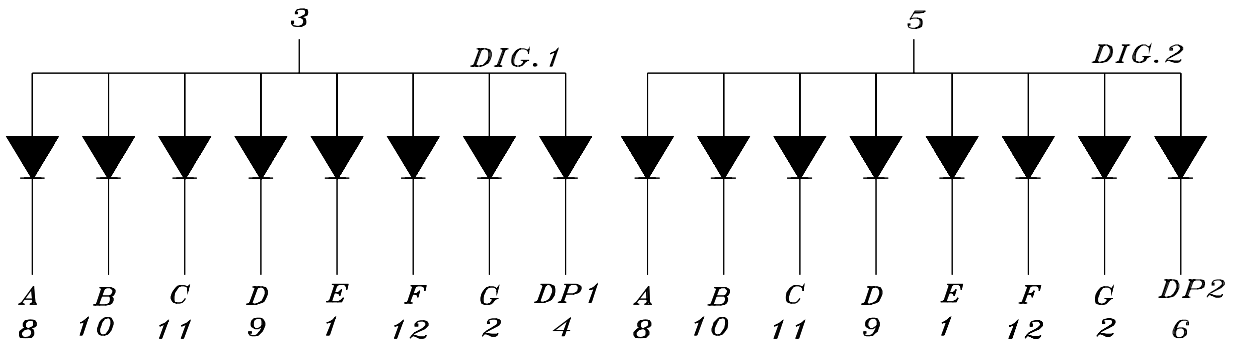 3 5
DIG.1 DIG.2
A B C D E F G DP1 A B C D E F G DP2
8 10 11 9 1 12 2 4 8 10 11 9 1 12 2 6